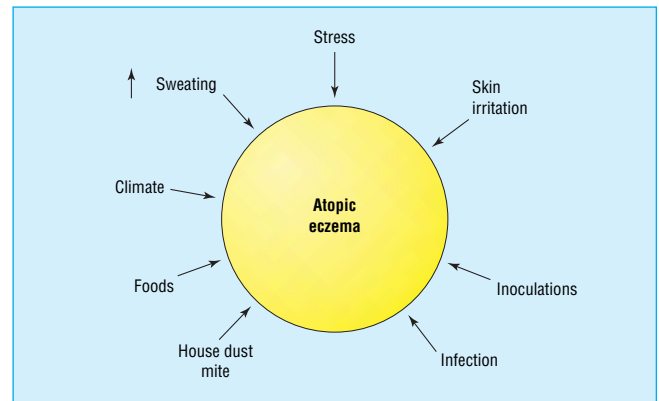 Stress
↑ Sweating
Skin
irritation
Climate
Atopic
eczema
Foods
Inoculations
House dust
mite
Infection